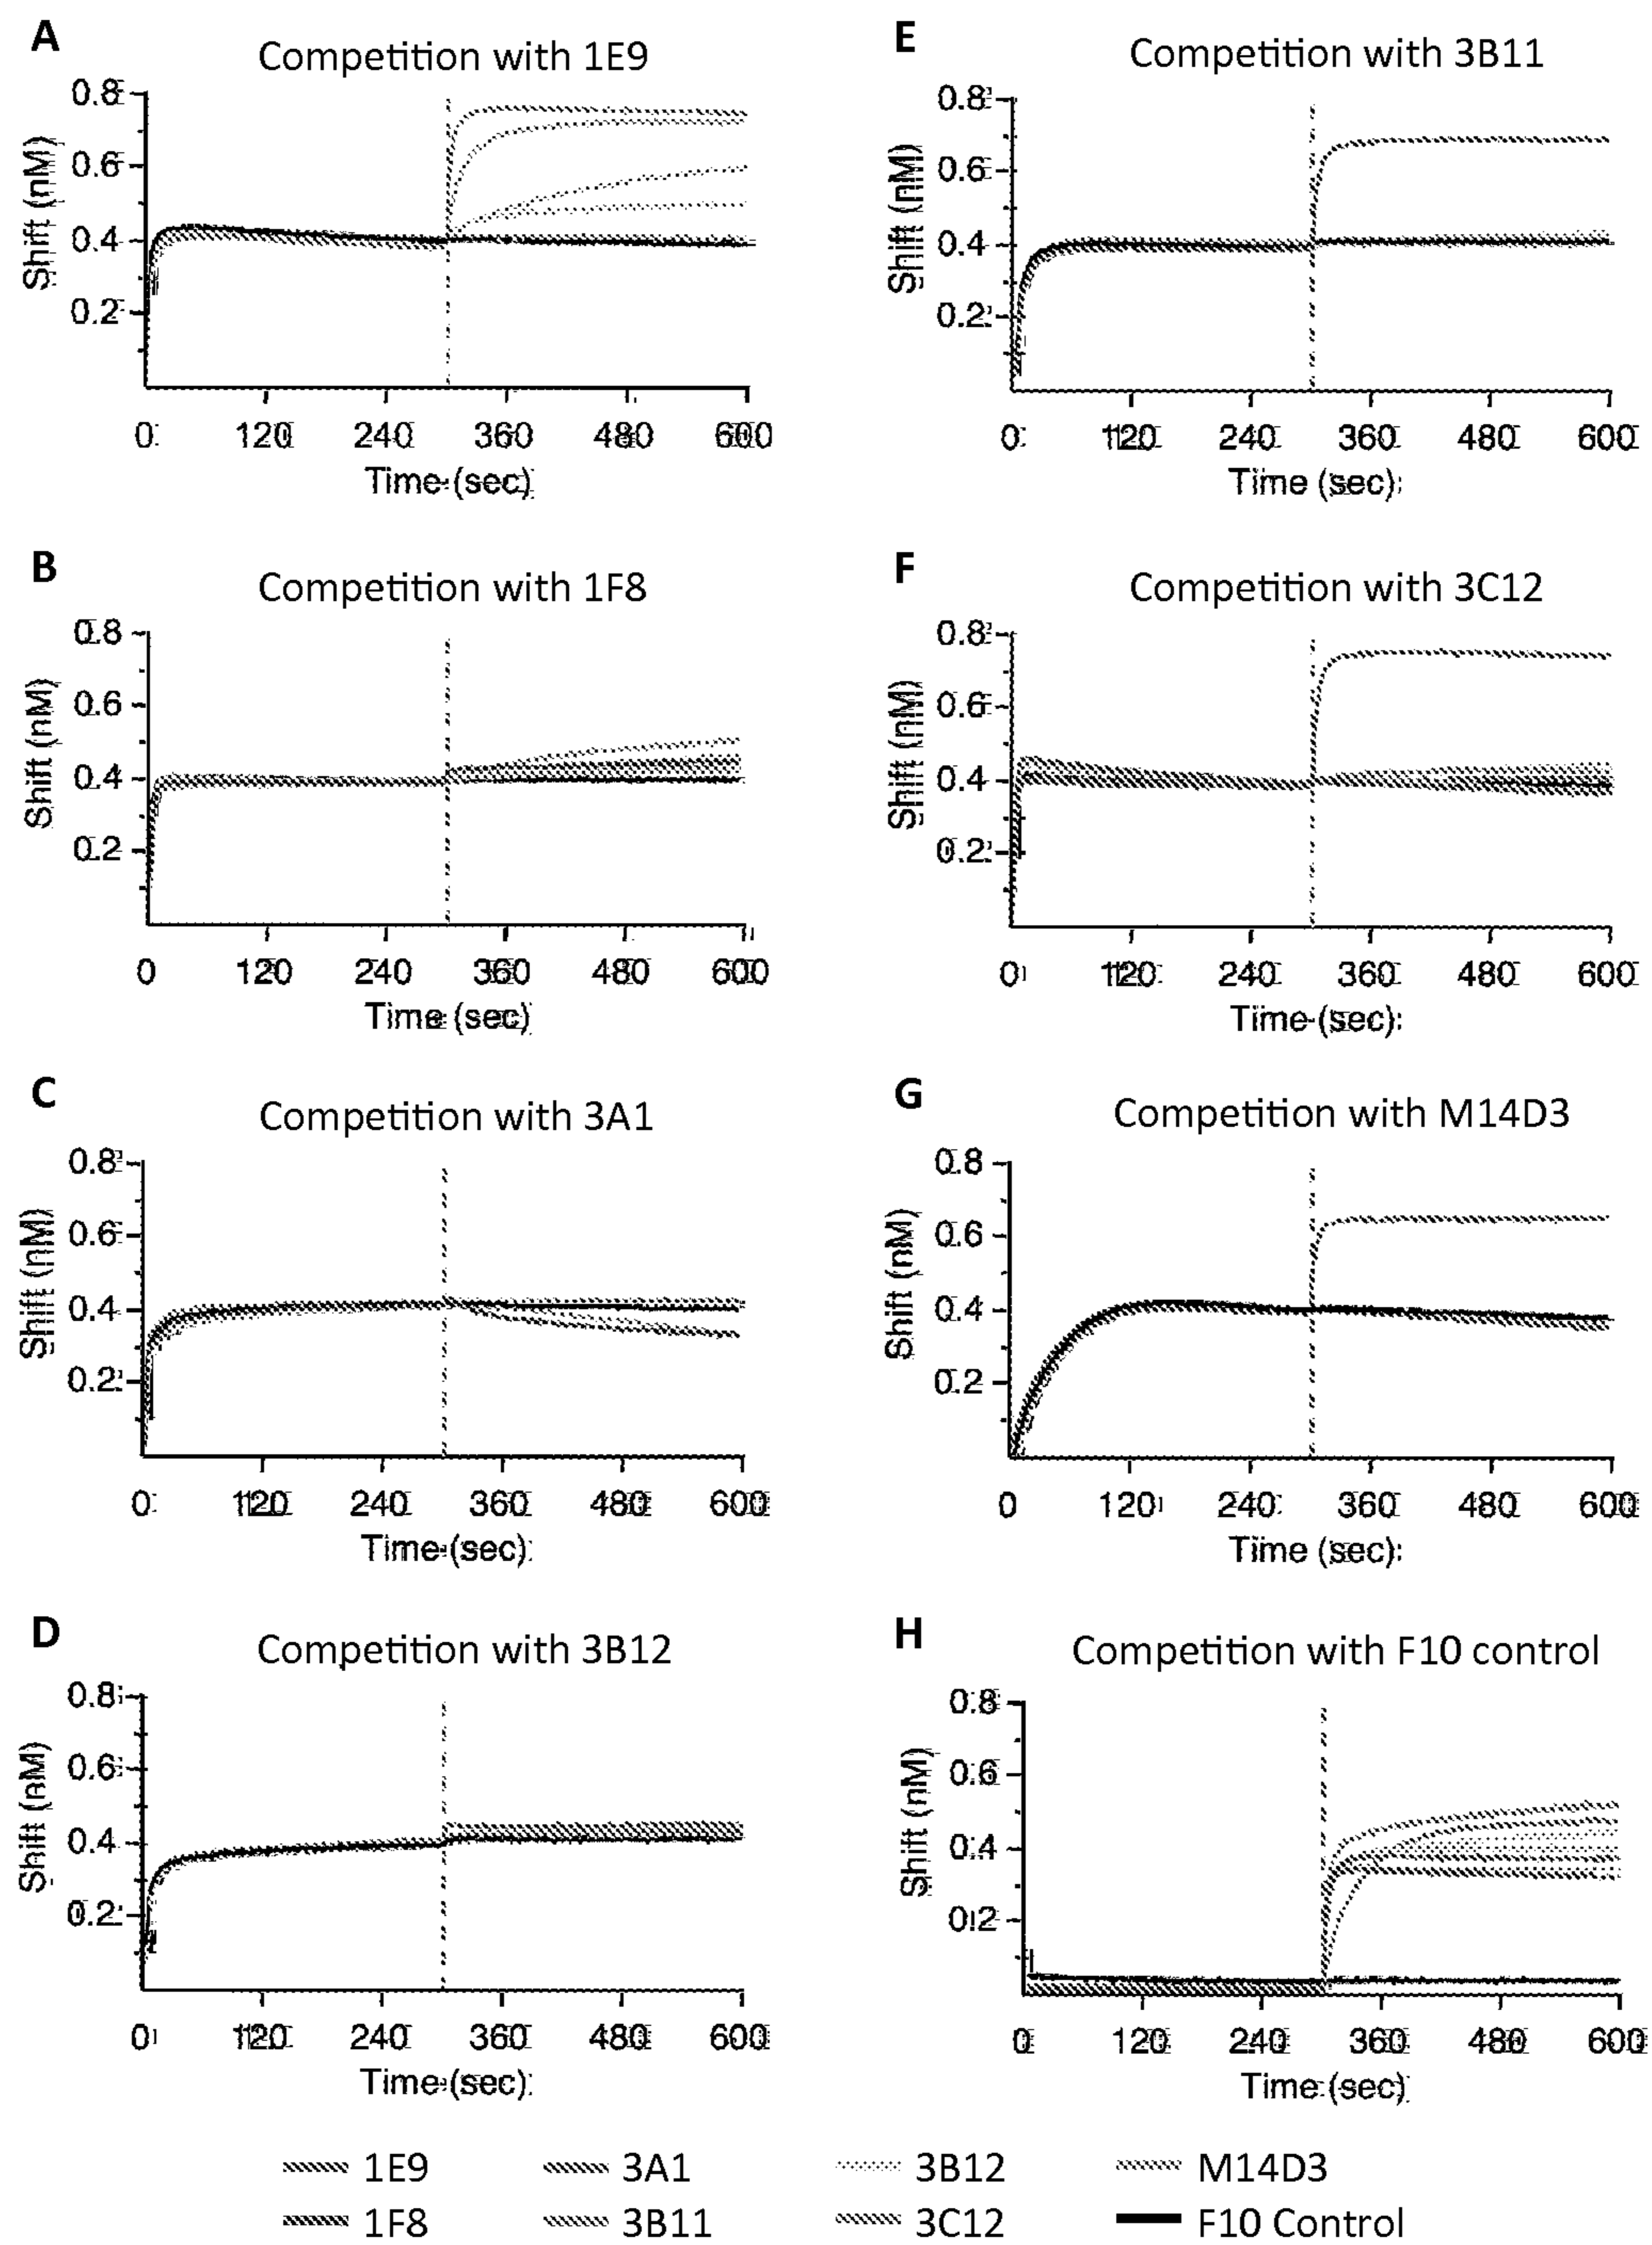 A
Competition with 1E9
0.8
0.6
0.4
0.2
Shift (nM)
0 120 240 360 480 600
Time (sec)
E
Competition with 3B11
0.8
0.6
0.4
0.2
Shift (nM)
0 120 240 360 480 600
Time (sec)
B
Competition with 1F8
0.8
0.6
0.4
0.2
Shift (nM)
0 120 240 360 480 600
Time (sec)
F
Competition with 3C12
0.8
0.6
0.4
0.2
Shift (nM)
0 120 240 360 480 600
Time (sec)
C
Competition with 3A1
0.8
0.6
0.4
0.2
Shift (nM)
0 120 240 360 480 600
Time (sec)
G
Competition with M14D3
0.8
0.6
0.4
0.2
Shift (nM)
0 120 240 360 480 600
Time (sec)
D
Competition with 3B12
0.8
0.6
0.4
0.2
Shift (nM)
0 120 240 360 480 600
Time (sec)
H
Competition with F10 control
0.8
0.6
0.4
0.2
Shift (nM)
0 120 240 360 480 600
Time (sec)
1E9 3A1 3B12 M14D3
1F8 3B11 3C12 F10 Control